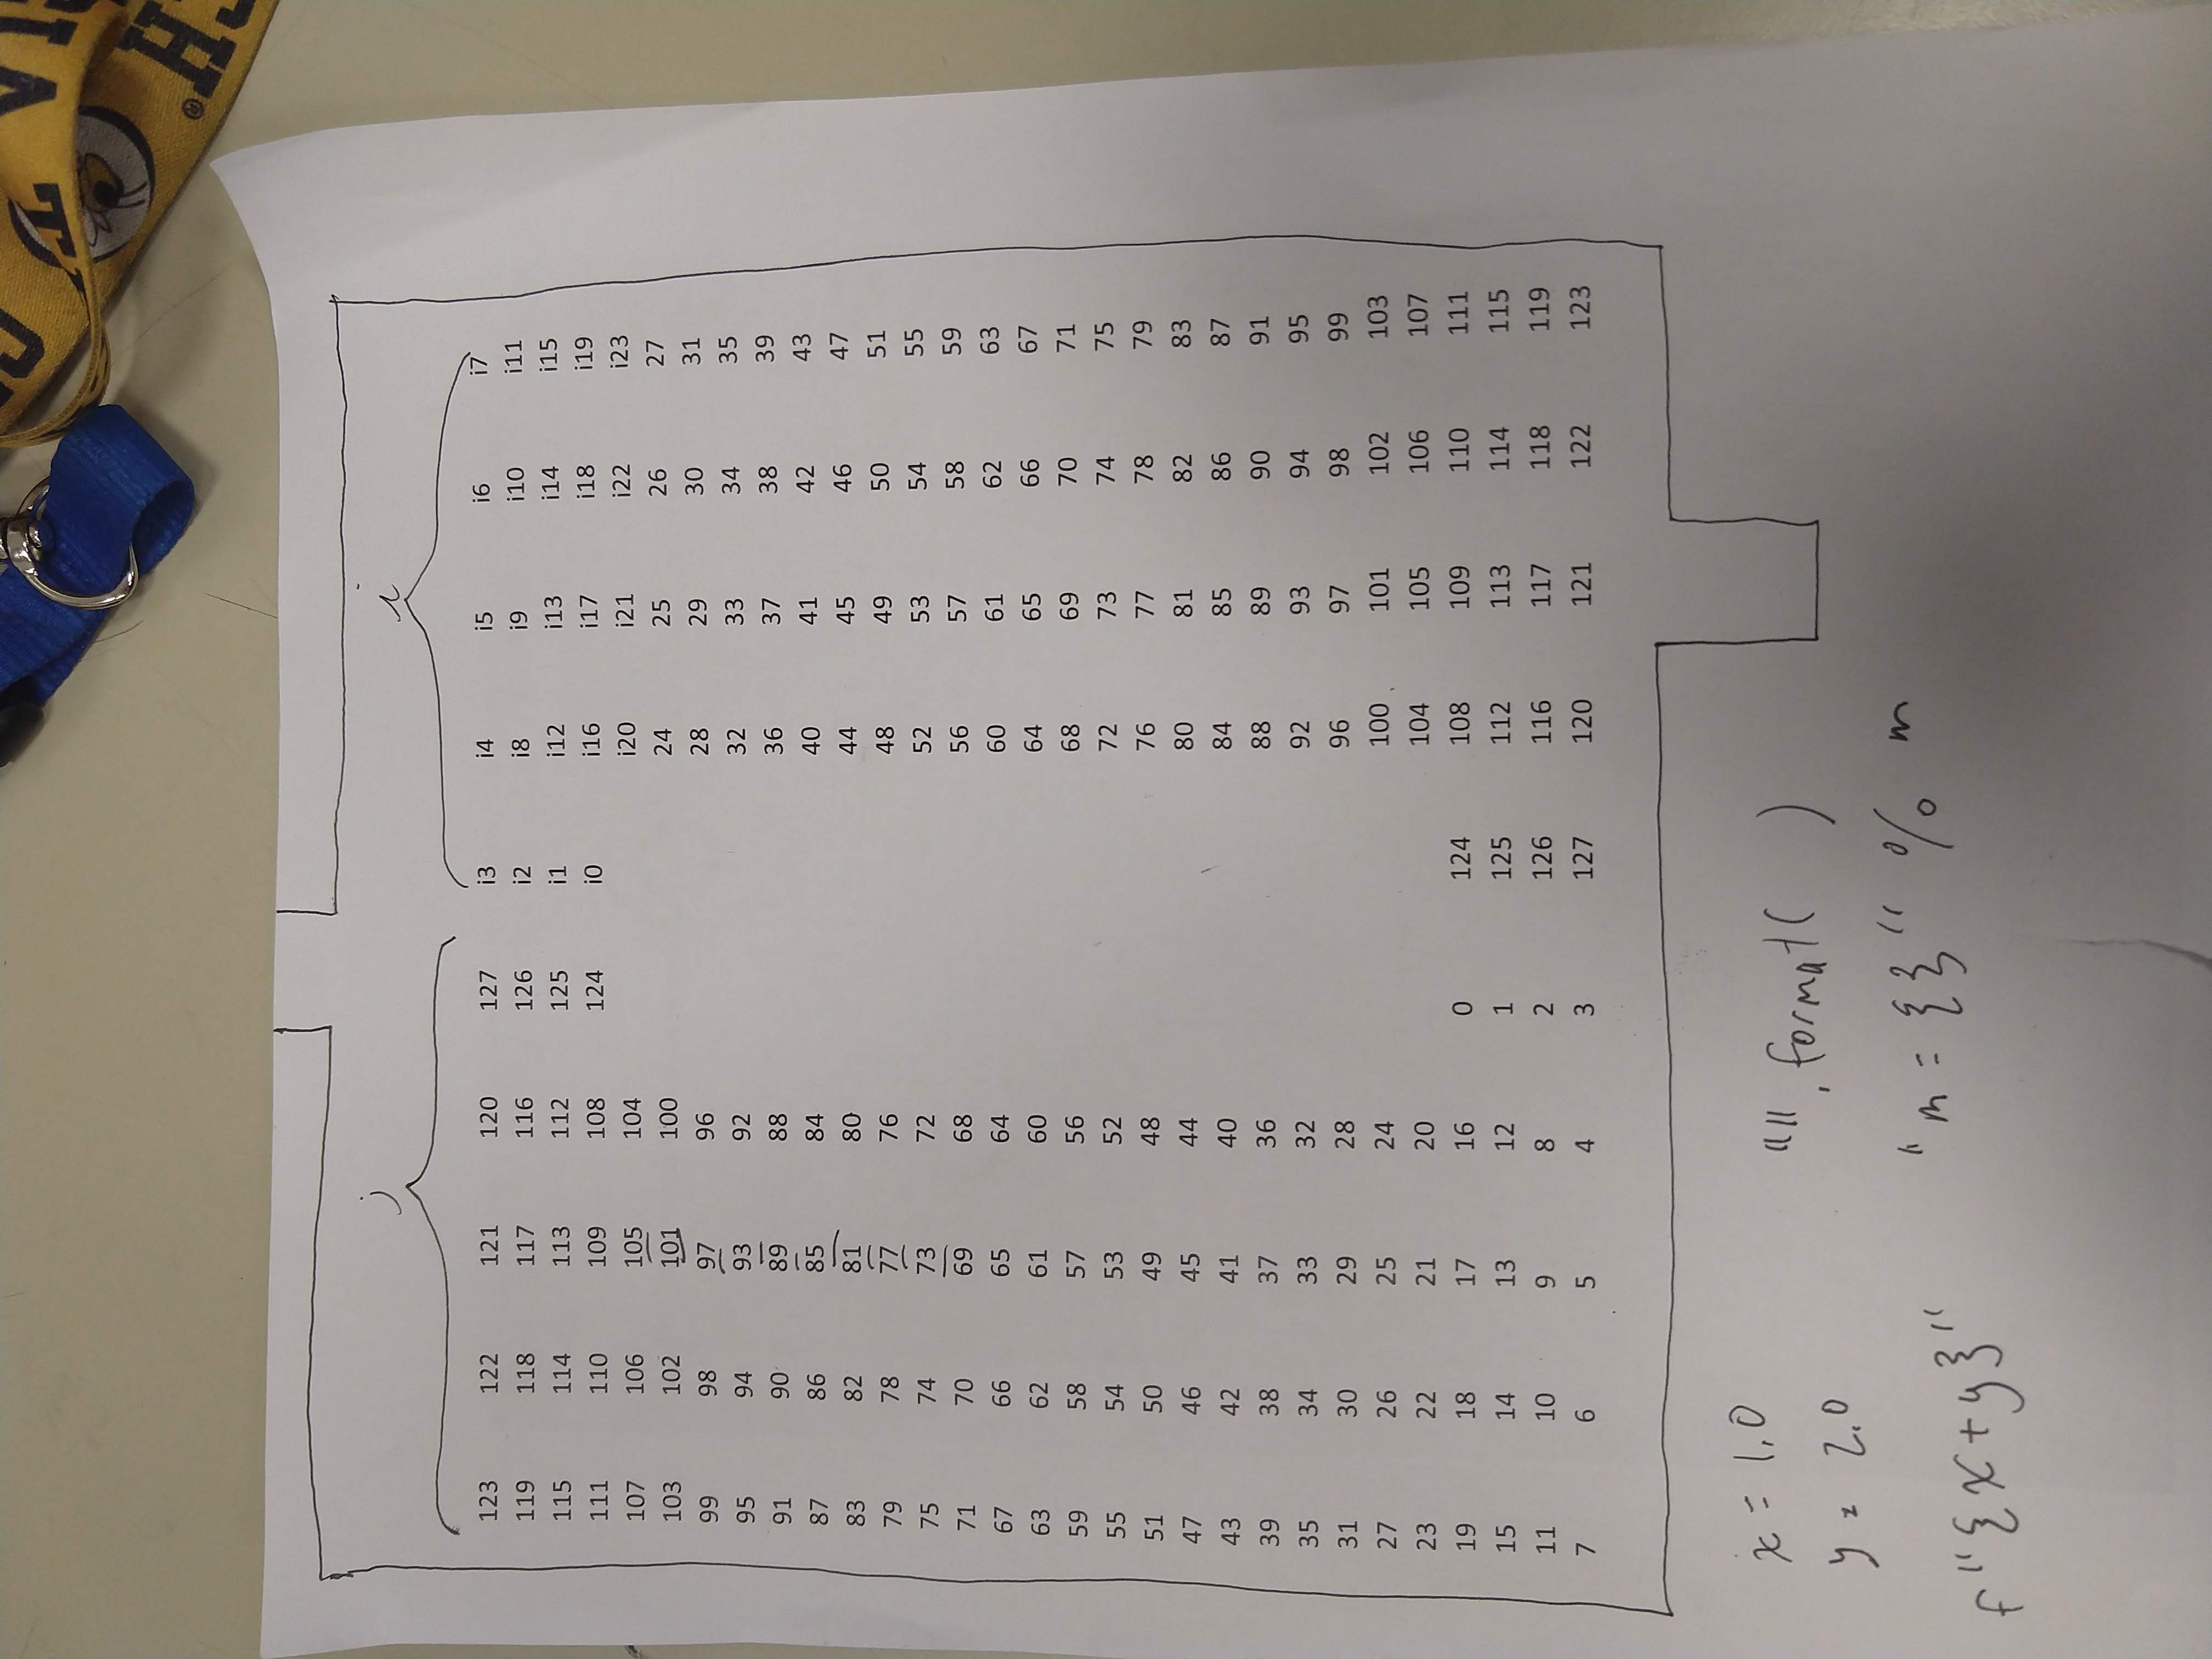 j i
123 122 121 120 127 i3 i4 i5 i6 i7
119 118 117 116 126 i2 i8 i9 i10 i11
115 114 113 112 125 i1 i12 i13 i14 i15
111 110 109 108 124 i0 i16 i17 i18 i19
107 106 105 104 i20 i21 i22 i23
103 102 101 100 24 25 26 27
99 98 97 96 28 29 30 31
95 94 93 92 32 33 34 35
91 90 89 88 36 37 38 39
87 86 85 84 40 41 42 43
83 82 81 80 44 45 46 47
79 78 77 76 48 49 50 51
75 74 73 72 52 53 54 55
71 70 69 68 56 57 58 59
67 66 65 64 60 61 62 63
63 62 61 60 64 65 66 67
59 58 57 56 68 69 70 71
55 54 53 52 72 73 74 75
51 50 49 48 76 77 78 79
47 46 45 44 80 81 82 83
43 42 41 40 84 85 86 87
39 38 37 36 88 89 90 91
35 34 33 32 92 93 94 95
31 30 29 28 96 97 98 99
27 26 25 24 100 101 102 103
23 22 21 20 104 105 106 107
19 18 17 16 0 124 108 109 110 111
15 14 13 12 1 125 112 113 114 115
11 10 9 8 2 126 116 117 118 119
7 6 5 4 3 127 120 121 122 123
x = 1.0 "".format( )
y = 2.0 "m = {}" % m
f"{x+y}"